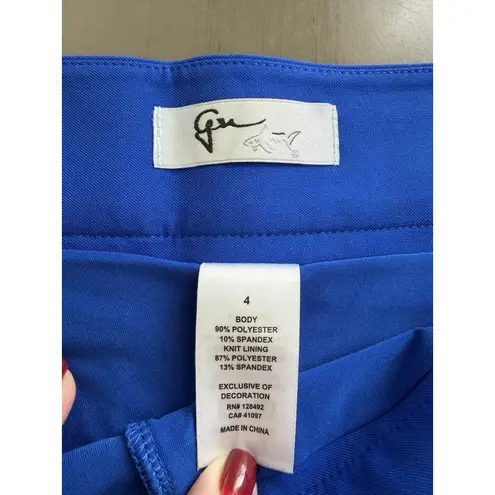 4
BODY
90% POLYESTER
10% SPANDEX
KNIT LINING
87% POLYESTER
13% SPANDEX
EXCLUSIVE OF
DECORATION
RN# 128492
CA# 41097
MADE IN CHINA